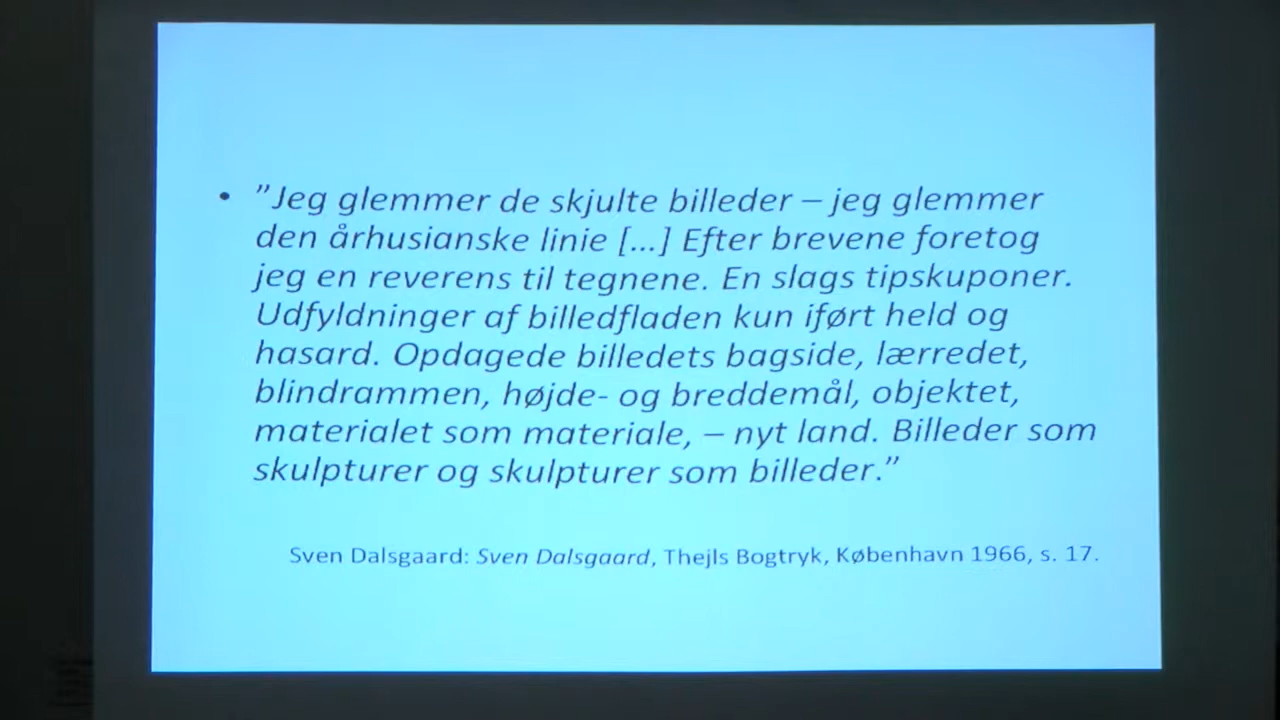 • ”Jeg glemmer de skjulte billeder – jeg glemmer
den århusianske linie [...] Efter brevene foretog
jeg en reverens til tegnene. En slags tipskuponer.
Udfyldninger af billedfladen kun iført held og
hasard. Opdagede billedets bagside, lærredet,
blindrammen, højde- og breddemål, objektet,
materialet som materiale, – nyt land. Billeder som
skulpturer og skulpturer som billeder.”
Sven Dalsgaard: Sven Dalsgaard, Thejls Bogtryk, København 1966, s. 17.